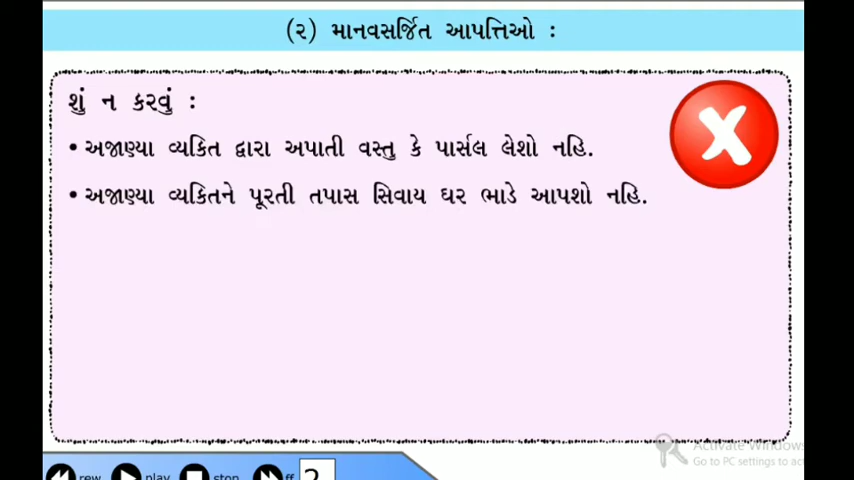 (૨) માનવસર્જિત આપત્તિઓ :
શું ન કરવું :
• અજાણ્યા વ્યકિત દ્વારા અપાતી વસ્તુ કે પાર્સલ લેશો નહિ.
• અજાણ્યા વ્યકિતને પૂરતી તપાસ સિવાય ઘર ભાડે આપશો નહિ.
Activate Windows
Go to PC settings to
rew play stop ff 2